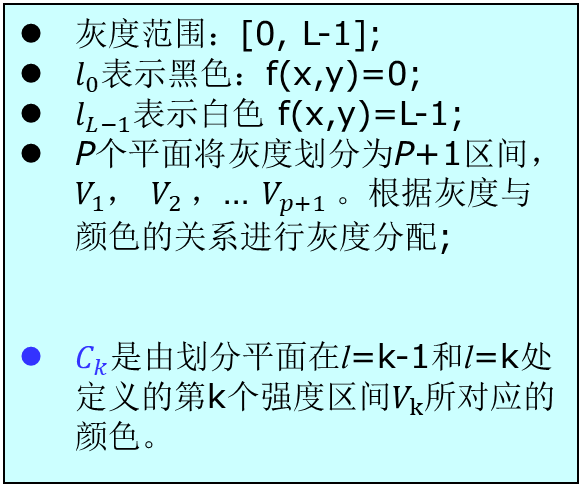 ● 灰度范围：[0, L-1];
● l₀表示黑色：f(x,y)=0;
● l_{L−1}表示白色 f(x,y)=L-1;
● P个平面将灰度划分为P+1区间，
V₁， V₂ ，… V_{p+1} 。根据灰度与
颜色的关系进行灰度分配;
● C_k是由划分平面在l=k-1和l=k处
定义的第k个强度区间V_k所对应的
颜色。